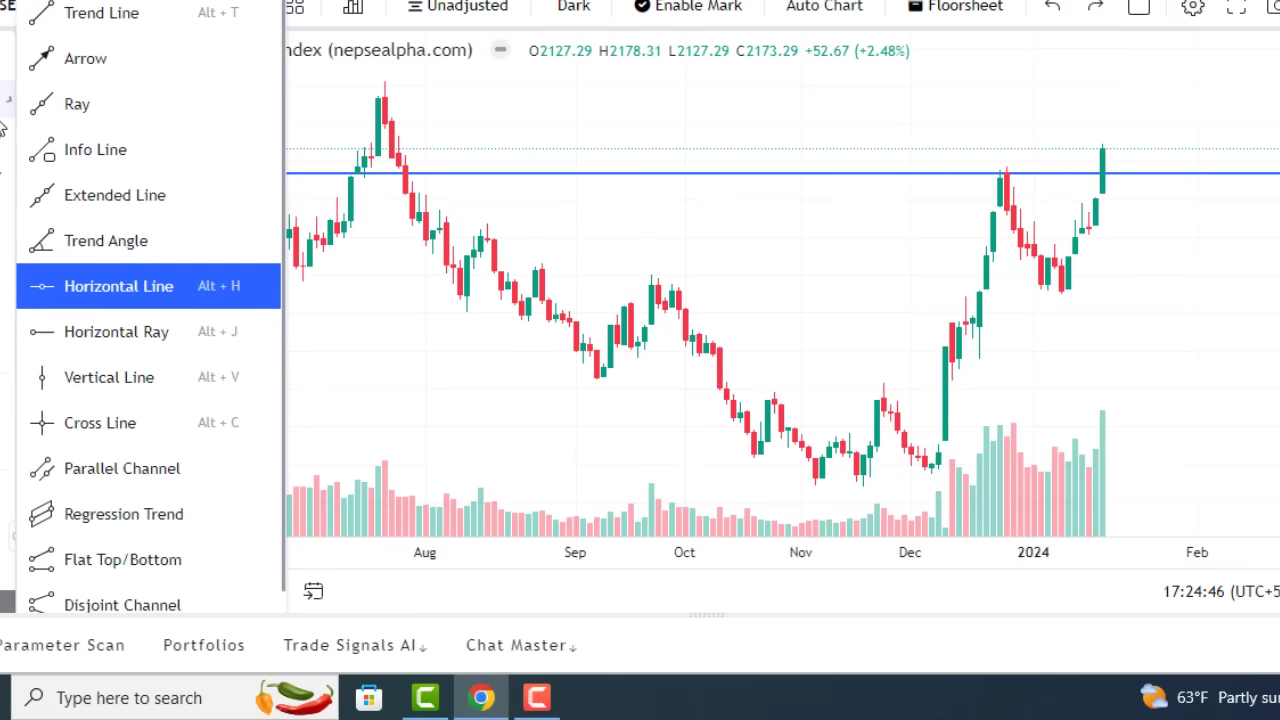 SE
Unadjusted
Dark
Enable Mark
Auto Chart
Floorsheet
ndex (nepsealpha.com)
O2127.29 H2178.31 L2127.29 C2173.29 +52.67 (+2.48%)
Trend Line Alt + T
Arrow
Ray
Info Line
Extended Line
Trend Angle
Horizontal Line Alt + H
Horizontal Ray Alt + J
Vertical Line Alt + V
Cross Line Alt + C
Parallel Channel
Regression Trend
Flat Top/Bottom
Disjoint Channel
Aug Sep Oct Nov Dec 2024 Feb
17:24:46 (UTC+5
Parameter Scan
Portfolios
Trade Signals AI↓
Chat Master↓
Type here to search
63°F Partly sun